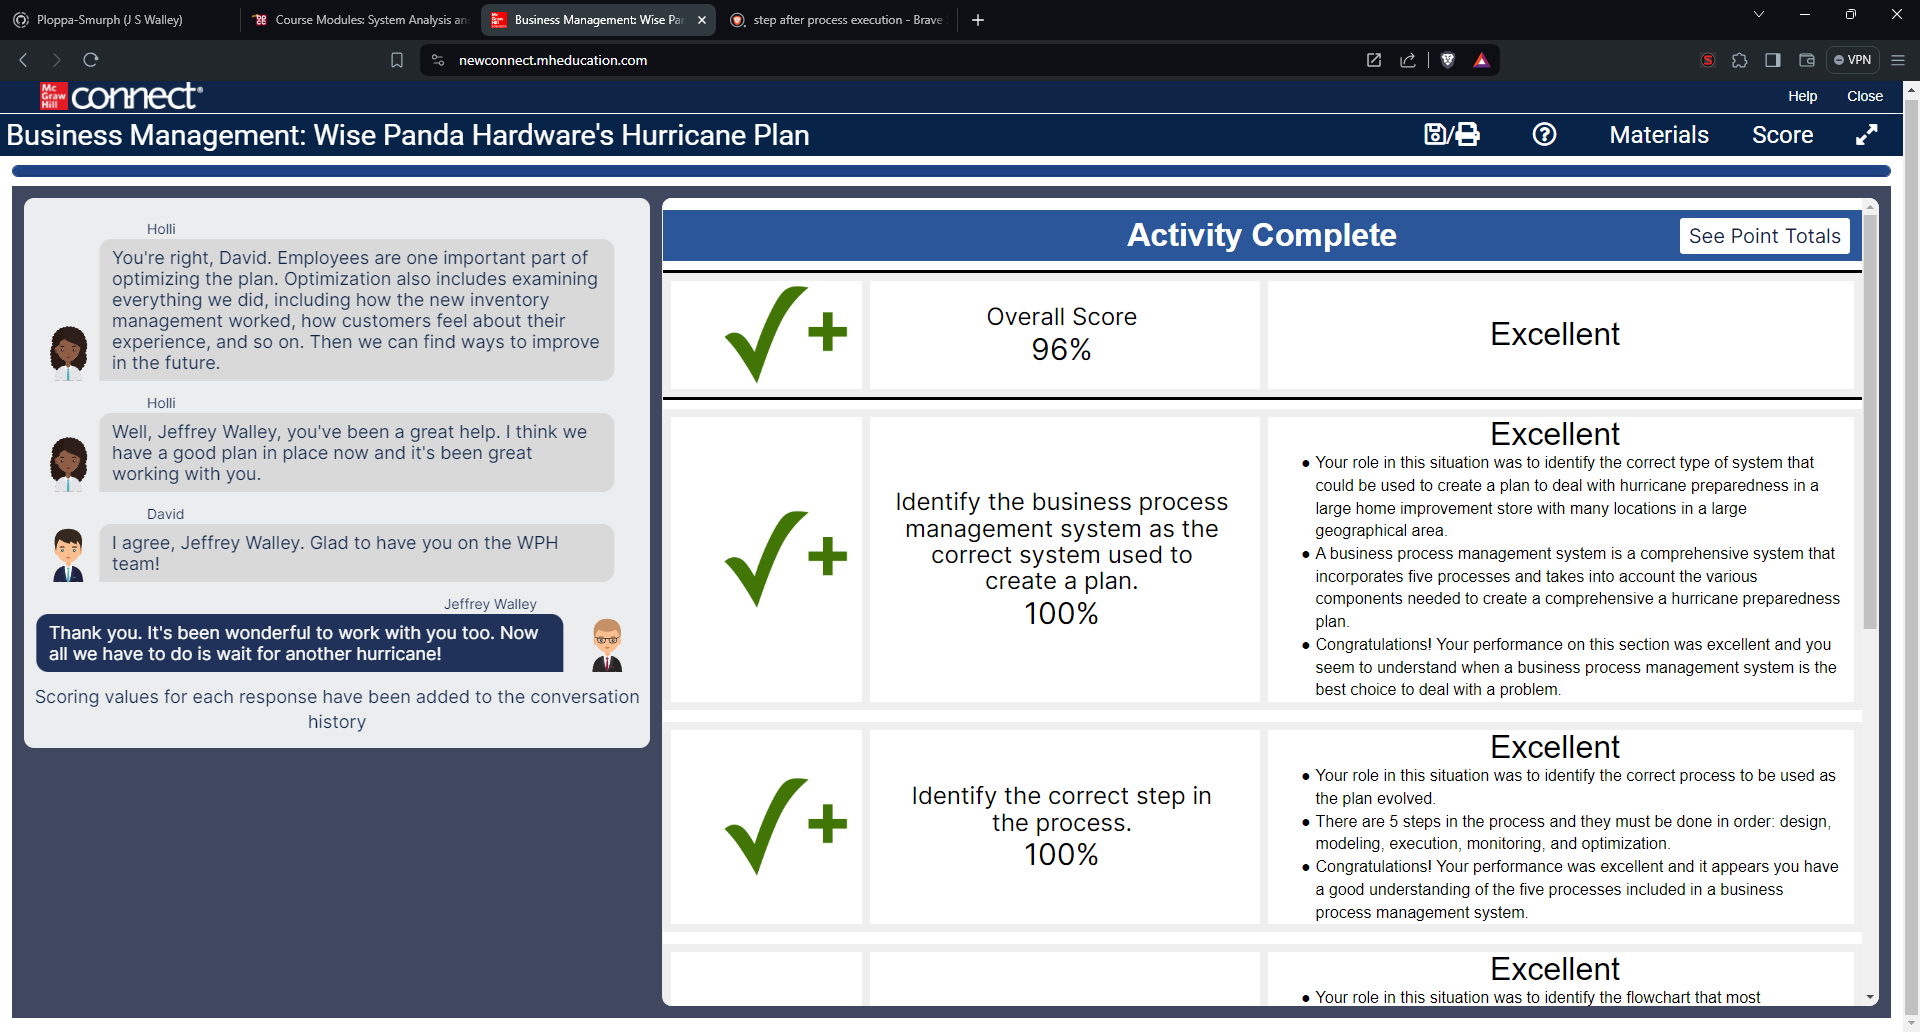 Ploppa-Smurph (J S Walley)
Course Modules: System Analysis an
Business Management: Wise Pan
step after process execution - Brave
newconnect.mheducation.com
VPN
Mc
Graw
Hill
connect
Help
Close
Business Management: Wise Panda Hardware's Hurricane Plan
Materials
Score
Holli
You're right, David. Employees are one important part of
optimizing the plan. Optimization also includes examining
everything we did, including how the new inventory
management worked, how customers feel about their
experience, and so on. Then we can find ways to improve
in the future.
Holli
Well, Jeffrey Walley, you've been a great help. I think we
have a good plan in place now and it's been great
working with you.
David
I agree, Jeffrey Walley. Glad to have you on the WPH
team!
Jeffrey Walley
Thank you. It's been wonderful to work with you too. Now
all we have to do is wait for another hurricane!
Scoring values for each response have been added to the conversation
history
Activity Complete
See Point Totals
Overall Score
96%
Excellent
Identify the business process
management system as the
correct system used to
create a plan.
100%
Excellent
• Your role in this situation was to identify the correct type of system that
could be used to create a plan to deal with hurricane preparedness in a
large home improvement store with many locations in a large
geographical area.
• A business process management system is a comprehensive system that
incorporates five processes and takes into account the various
components needed to create a comprehensive a hurricane preparedness
plan.
• Congratulations! Your performance on this section was excellent and you
seem to understand when a business process management system is the
best choice to deal with a problem.
Identify the correct step in
the process.
100%
Excellent
• Your role in this situation was to identify the correct process to be used as
the plan evolved.
• There are 5 steps in the process and they must be done in order: design,
modeling, execution, monitoring, and optimization.
• Congratulations! Your performance was excellent and it appears you have
a good understanding of the five processes included in a business
process management system.
Excellent
• Your role in this situation was to identify the flowchart that most